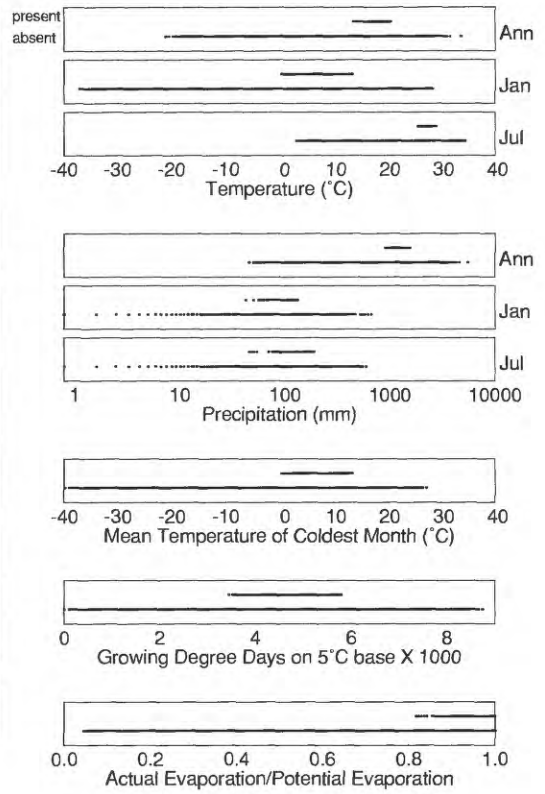 present
absent
Ann
Jan
Jul
-40 -30 -20 -10 0 10 20 30 40
Temperature (˚C)
Ann
Jan
Jul
1 10 100 1000 10000
Precipitation (mm)
-40 -30 -20 -10 0 10 20 30 40
Mean Temperature of Coldest Month (˚C)
0 2 4 6 8
Growing Degree Days on 5˚C base X 1000
0.0 0.2 0.4 0.6 0.8 1.0
Actual Evaporation/Potential Evaporation